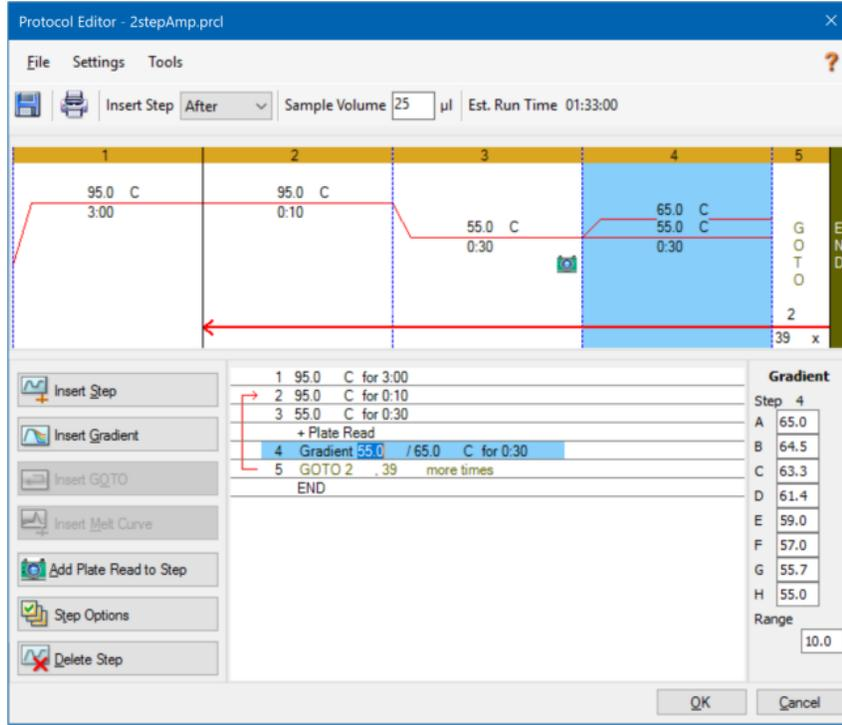 Protocol Editor - 2stepAmp.prcl
File Settings Tools
?
Insert Step After Sample Volume 25 µl Est. Run Time 01:33:00
1 2 3 4 5
95.0 C
3:00
95.0 C
0:10
55.0 C
0:30
65.0 C
55.0 C
0:30
G
O
T
O
2
39 x
E
N
D
Insert Step
Insert Gradient
Insert GOTO
Insert Melt Curve
Add Plate Read to Step
Step Options
Delete Step
1 95.0 C for 3:00
2 95.0 C for 0:10
3 55.0 C for 0:30
+ Plate Read
4 Gradient 55.0 / 65.0 C for 0:30
5 GOTO 2 , 39 more times
END
Gradient
Step 4
A 65.0
B 64.5
C 63.3
D 61.4
E 59.0
F 57.0
G 55.7
H 55.0
Range
10.0
OK Cancel